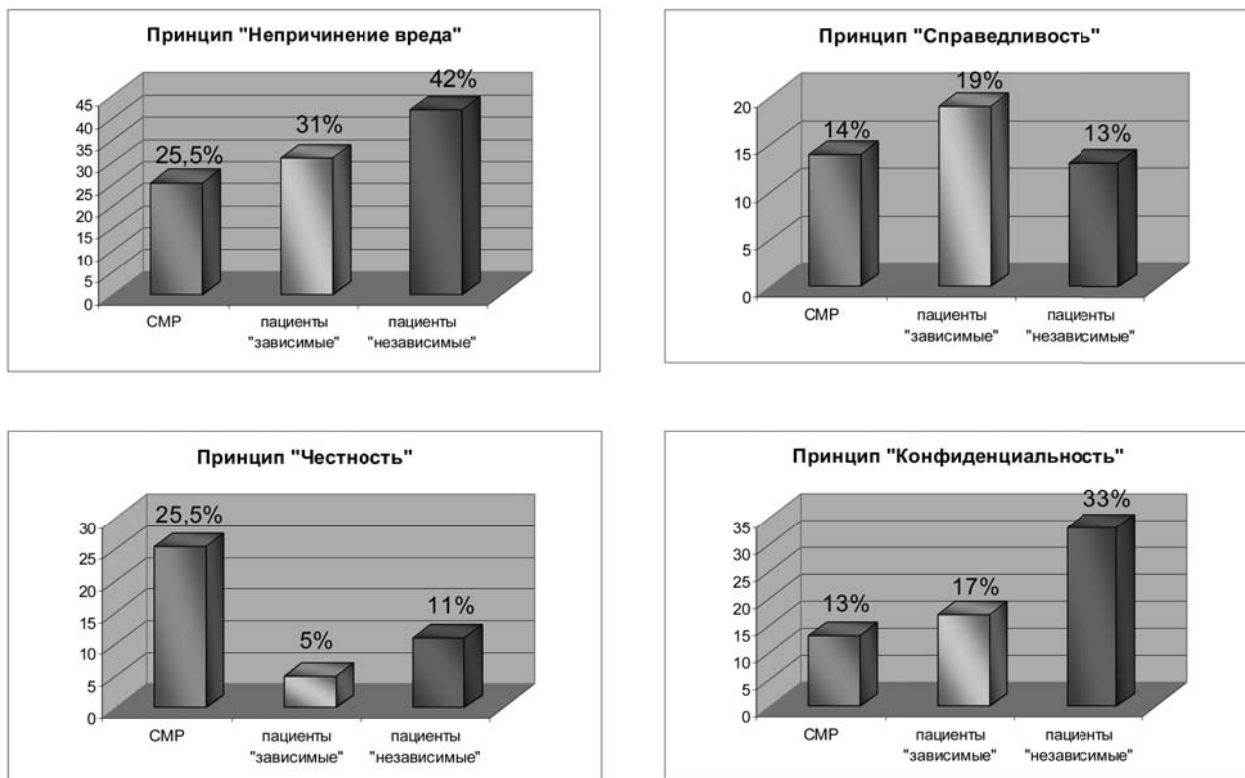 Принцип "Непричинение вреда"
45
40
35
30
25
20
15
10
5
0
25,5%
31%
42%
СМР
пациенты
"зависимые"
пациенты
"независимые"
Принцип "Справедливость"
20
15
10
5
0
14%
19%
13%
СМР
пациенты
"зависимые"
пациенты
"независимые"
Принцип "Честность"
30
25
20
15
10
5
0
25,5%
5%
11%
СМР
пациенты
"зависимые"
пациенты
"независимые"
Принцип "Конфиденциальность"
35
30
25
20
15
10
5
0
13%
17%
33%
СМР
пациенты
"зависимые"
пациенты
"независимые"